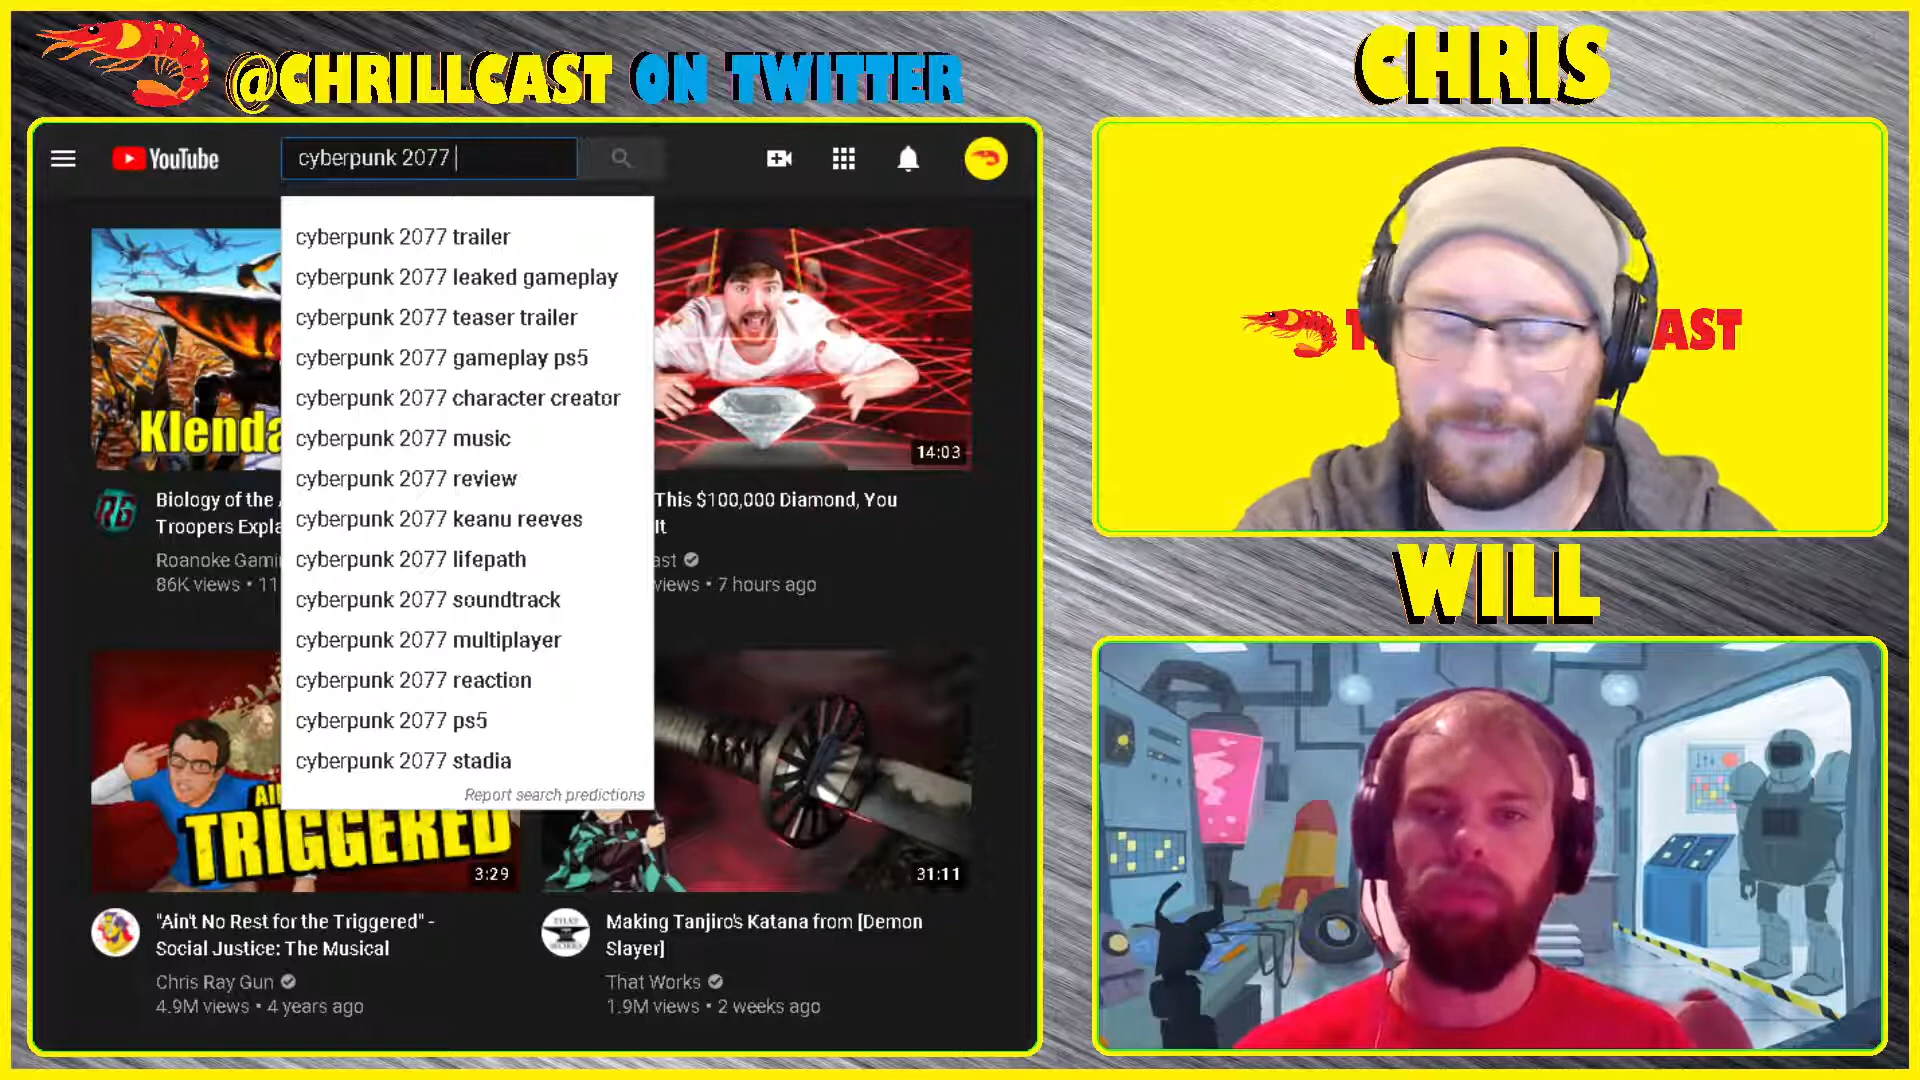 @CHRILLCAST ON TWITTER
CHRIS
YouTube
cyberpunk 2077
cyberpunk 2077 trailer
cyberpunk 2077 leaked gameplay
cyberpunk 2077 teaser trailer
cyberpunk 2077 gameplay ps5
cyberpunk 2077 character creator
cyberpunk 2077 music
cyberpunk 2077 review
cyberpunk 2077 keanu reeves
cyberpunk 2077 lifepath
cyberpunk 2077 soundtrack
cyberpunk 2077 multiplayer
cyberpunk 2077 reaction
cyberpunk 2077 ps5
cyberpunk 2077 stadia
Report search predictions
Klenda
14:03
RG
Biology of the
Troopers Expla
Roanoke Gami
86K views • 11
This $100,000 Diamond, You
It
ast
views • 7 hours ago
AST
WILL
TRIGGERED
3:29
31:11
"Ain't No Rest for the Triggered" -
Social Justice: The Musical
Chris Ray Gun
4.9M views • 4 years ago
THAT WORKS
Making Tanjiro's Katana from [Demon
Slayer]
That Works
1.9M views • 2 weeks ago